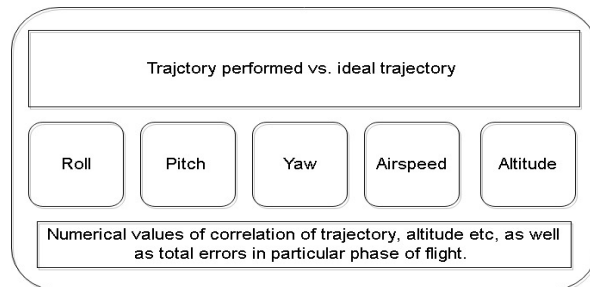 Trajctory performed vs. ideal trajectory
Roll
Pitch
Yaw
Airspeed
Altitude
Numerical values of correlation of trajectory, altitude etc, as well
as total errors in particular phase of flight.